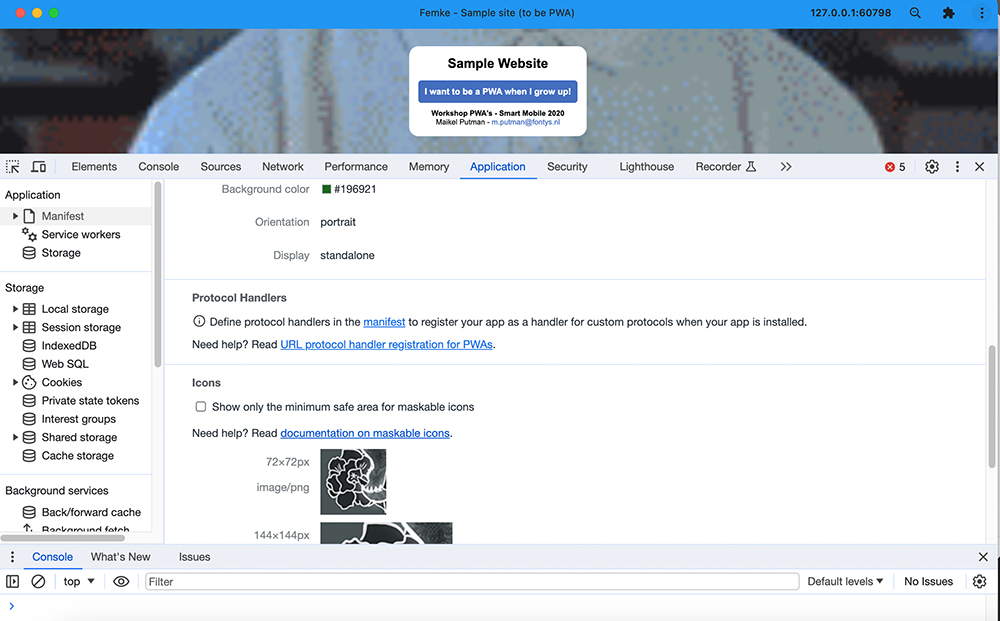 Femke - Sample site (to be PWA)
127.0.0.1:60798
Sample Website
I want to be a PWA when I grow up!
Workshop PWA's - Smart Mobile 2020
Maikel Putman - m.putman@fontys.nl
Elements Console Sources Network Performance Memory Application Security Lighthouse Recorder 5
Application
Manifest
Service workers
Storage
Storage
Local storage
Session storage
IndexedDB
Web SQL
Cookies
Private state tokens
Interest groups
Shared storage
Cache storage
Background services
Back/forward cache
Background fetch
Background color #196921
Orientation portrait
Display standalone
Protocol Handlers
Define protocol handlers in the manifest to register your app as a handler for custom protocols when your app is installed.
Need help? Read URL protocol handler registration for PWAs.
Icons
Show only the minimum safe area for maskable icons
Need help? Read documentation on maskable icons.
72×72px
image/png
144×144px
Console What's New Issues
top Filter Default levels No Issues